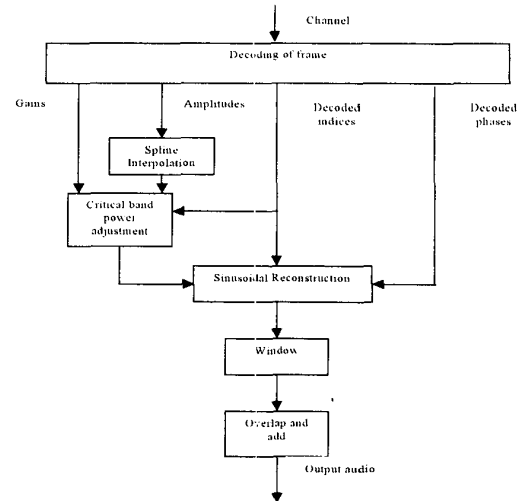 Channel
Decoding of frame
Gains
Amplitudes
Decoded
indices
Decoded
phases
Spline
Interpolation
Critical band
power
adjustment
Sinusoidal Reconstruction
Window
Overlap and
add
Output audio